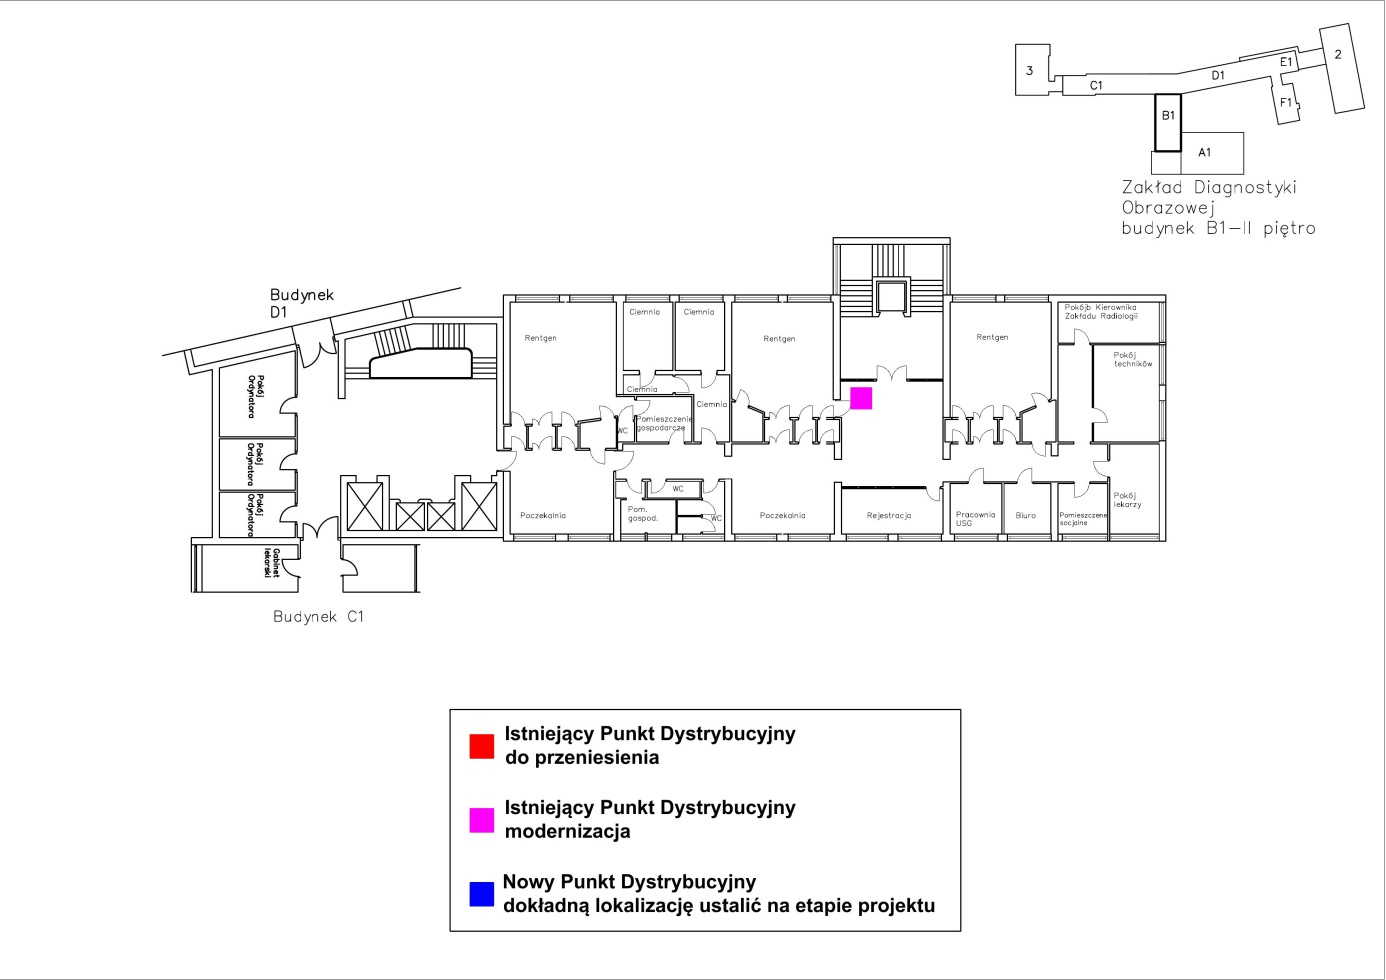 3
C1
D1
E1
2
F1
B1
A1
Zakład Diagnostyki
Obrazowej
budynek B1-II piętro
Budynek
D1
Pokój
Ordynatora
Pokój
Ordynatora
Pokój
Ordynatora
Gabinet
lekarski
Budynek C1
Rentgen
Ciemnia
Ciemnia
Ciemnia
Ciemnia
WC
Pomieszczenie
gospodarcze
Rentgen
Rentgen
Pokójb Kierownika
Zakładu Radiologii
Pokój
techników
Poczekalnia
Pom.
gospod.
WC
WC
Poczekalnia
Rejestracja
Pracownia
USG
Biuro
Pomieszczenie
socjalne
Pokój
lekarzy
Istniejący Punkt Dystrybucyjny
do przeniesienia
Istniejący Punkt Dystrybucyjny
modernizacja
Nowy Punkt Dystrybucyjny
dokładną lokalizację ustalić na etapie projektu